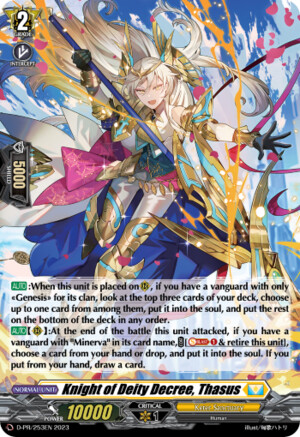 2
GRADE
INTERCEPT
5000
SHIELD
AUTO:When this unit is placed on R, if you have a vanguard with only
«Genesis» for its clan, look at the top three cards of your deck, choose
up to one card from among them, put it into the soul, and put the rest
on the bottom of the deck in any order.
AUTO【R】:At the end of the battle this unit attacked, if you have a
vanguard with "Minerva" in its card name, [BLAST 1 & retire this unit],
choose a card from your hand or drop, and put it into the soul. If you
put from your hand, draw a card.
NORMAL UNIT
Knight of Deity Decree, Thasus
POWER 10000
CRITICAL
1
Keter Sanctuary
Human
D-PR/253EN 2023